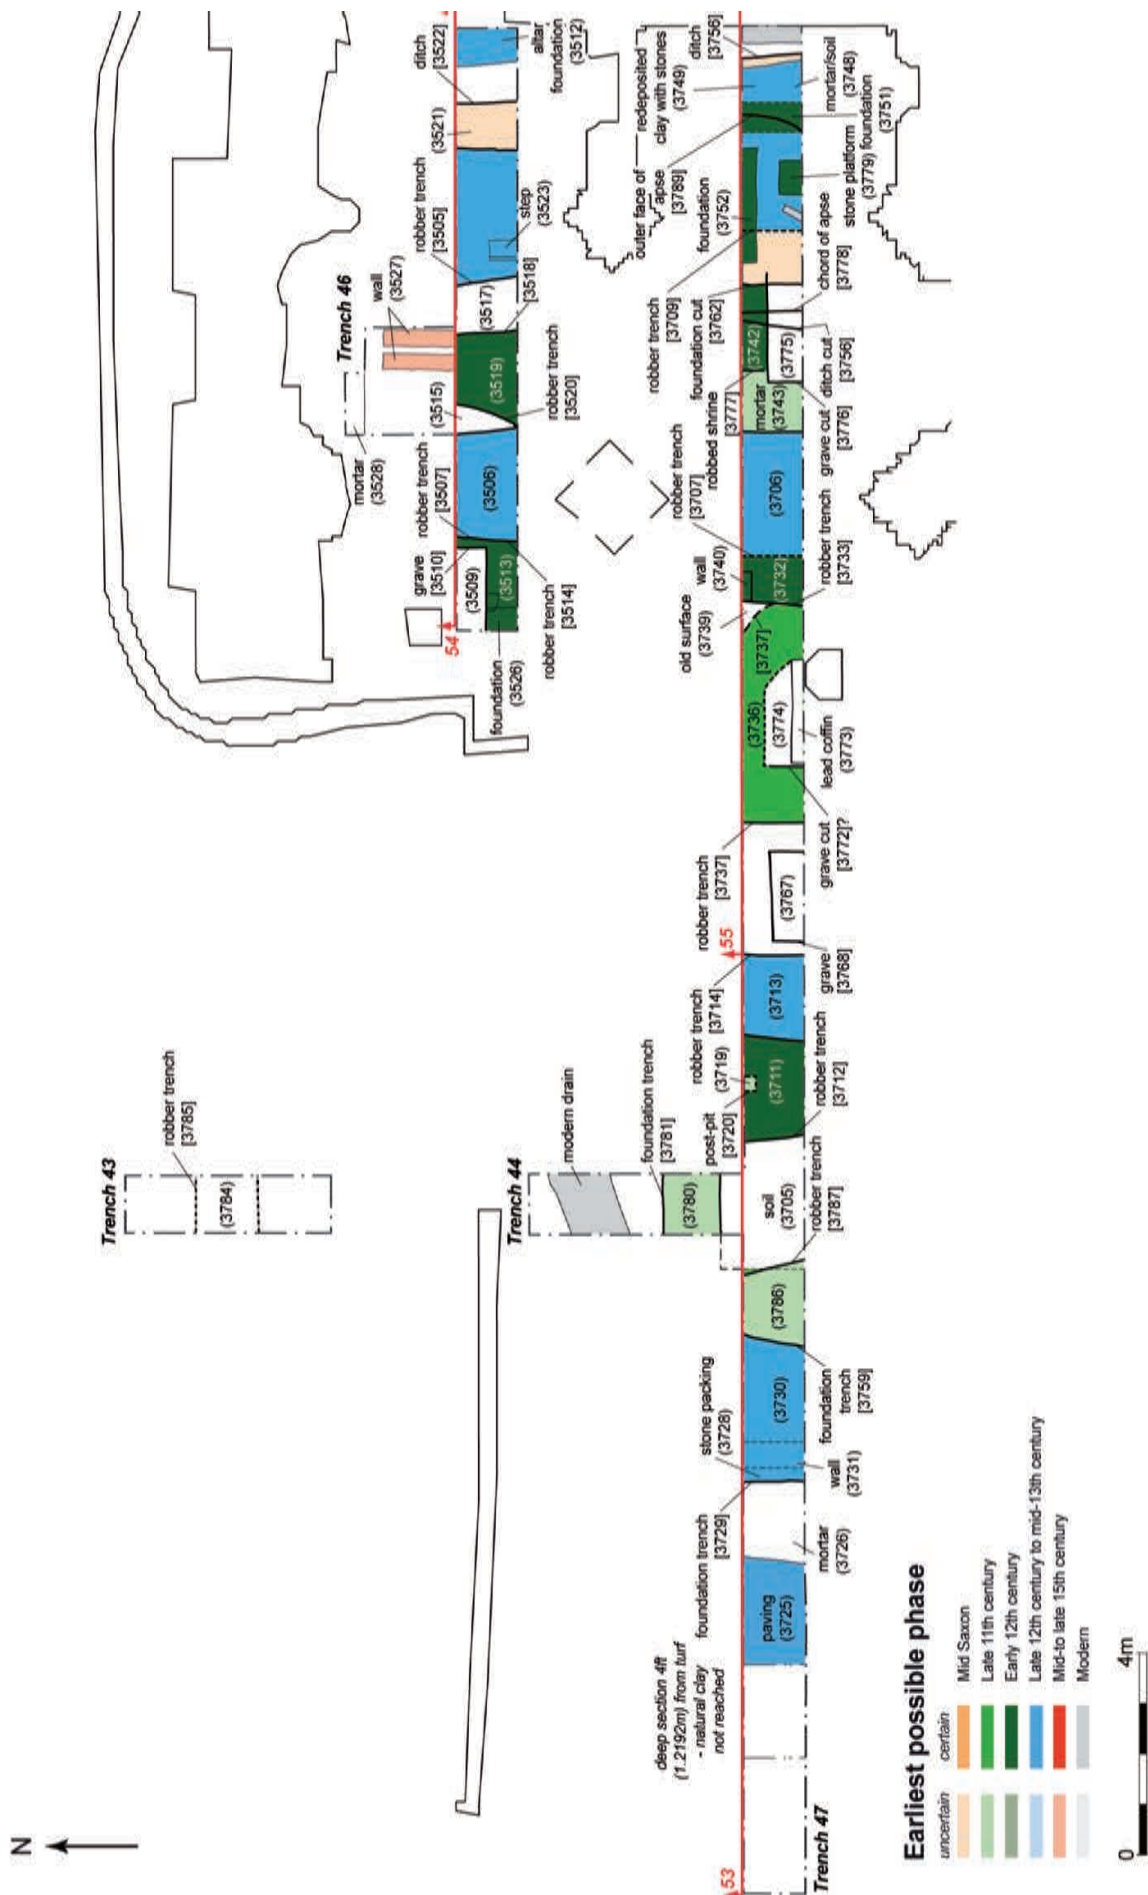 N
Trench 43
robber trench
[3785]
(3784)
Trench 44
modern drain
foundation trench
[3781]
(3780)
Trench 46
wall
(3527)
mortar
(3528)
ditch
[3522]
(3521)
altar
foundation
(3512)
robber trench
[3505]
step
(3523)
[3518]
(3517)
(3519)
(3515)
robber trench
[3520]
robber trench
[3507]
(3506)
grave
[3510]
(3509)
(3513)
robber trench
[3514]
foundation
(3526)
54
ditch
[3756]
redeposited
clay with stones
(3749)
mortar/soil
(3748)
foundation
(3751)
outer face of
apse
[3789]
stone platform
(3779)
foundation
(3752)
chord of apse
[3778]
robber trench
[3709]
foundation cut
[3762]
ditch cut
[3756]
(3742)
(3775)
robbed shrine
[3777]
mortar
(3743)
grave cut
[3776]
robber trench
[3707]
(3706)
robber trench
[3733]
wall
(3740)
(3732)
old surface
(3739)
[3737]
(3736)
(3774)
lead coffin
(3773)
grave cut
[3772]?
robber trench
[3737]
(3767)
grave
[3768]
55
robber trench
[3714]
(3713)
(3719)
robber trench
[3712]
post-pit
[3720]
(3711)
soil
(3705)
robber trench
[3787]
(3786)
foundation
trench
[3759]
(3730)
stone packing
(3728)
wall
(3731)
foundation trench
[3729]
mortar
(3726)
paving
(3725)
deep section 4ft
(1.2192m) from turf
- natural clay
not reached
53
Trench 47
Earliest possible phase
uncertain
certain
Mid Saxon
Late 11th century
Early 12th century
Late 12th century to mid-13th century
Mid-to late 15th century
Modern
0
4m